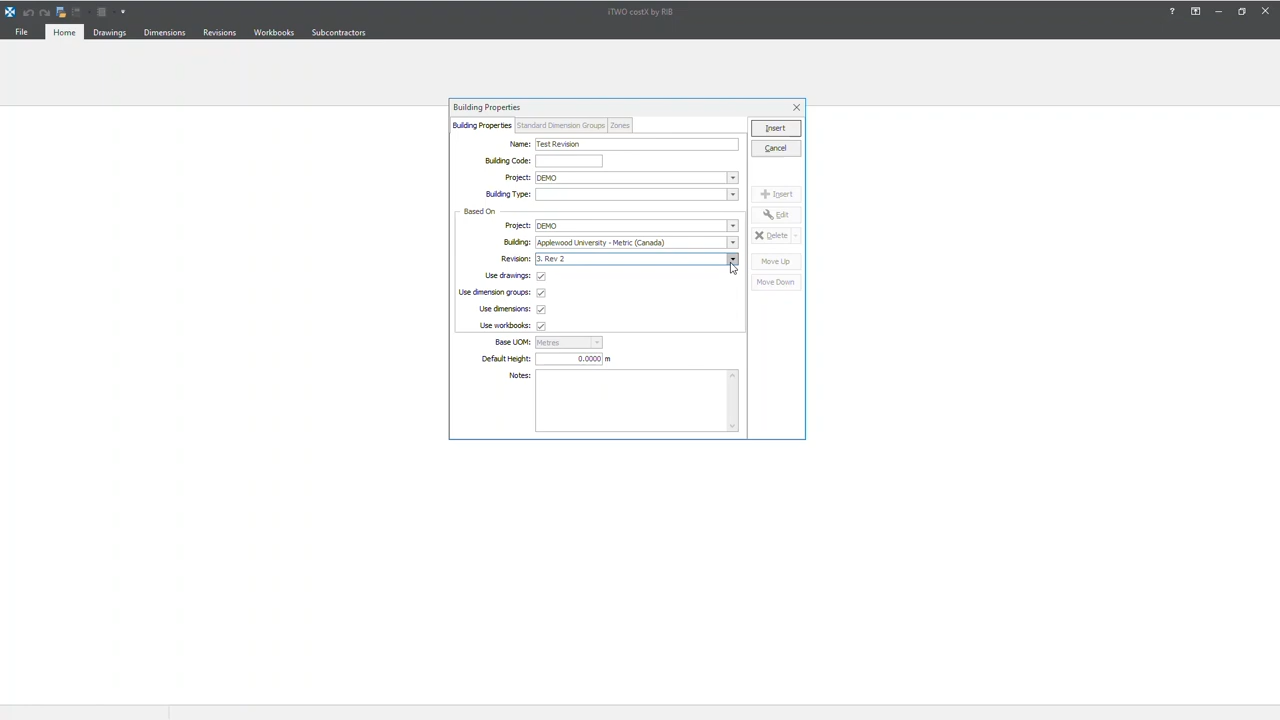 iTWO costX by RIB
?
File Home Drawings Dimensions Revisions Workbooks Subcontractors
Building Properties
Building Properties Standard Dimension Groups Zones
Insert
Name: Test Revision
Cancel
Building Code:
Project: DEMO
Building Type:
Insert
Based On
Edit
Project: DEMO
Delete
Building: Applewood University - Metric (Canada)
Revision: 3. Rev 2
Move Up
Use drawings:
Move Down
Use dimension groups:
Use dimensions:
Use workbooks:
Base UOM: Metres
Default Height: 0.0000 m
Notes: